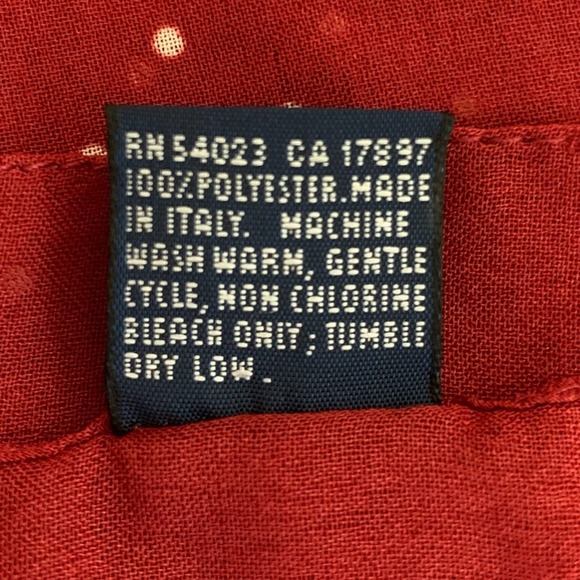 RN 54023 CA 17897
100% POLYESTER. MADE
IN ITALY. MACHINE
WASH WARM, GENTLE
CYCLE, NON CHLORINE
BLEACH ONLY; TUMBLE
DRY LOW.